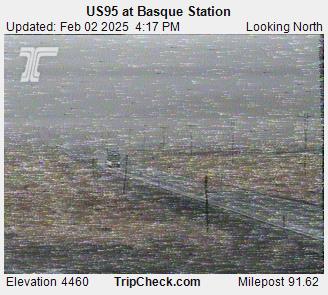 US95 at Basque Station
Updated: Feb 02 2025 4:17 PM Looking North
Elevation 4460 TripCheck.com Milepost 91.62